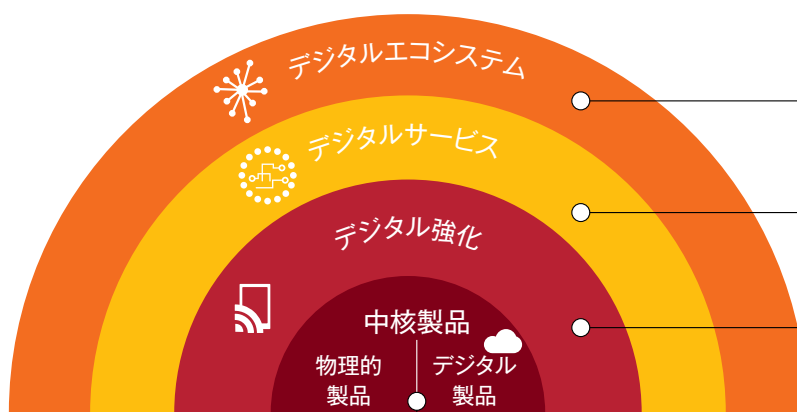 デジタルエコシステム
デジタルサービス
デジタル強化
中核製品
物理的
製品
デジタル
製品